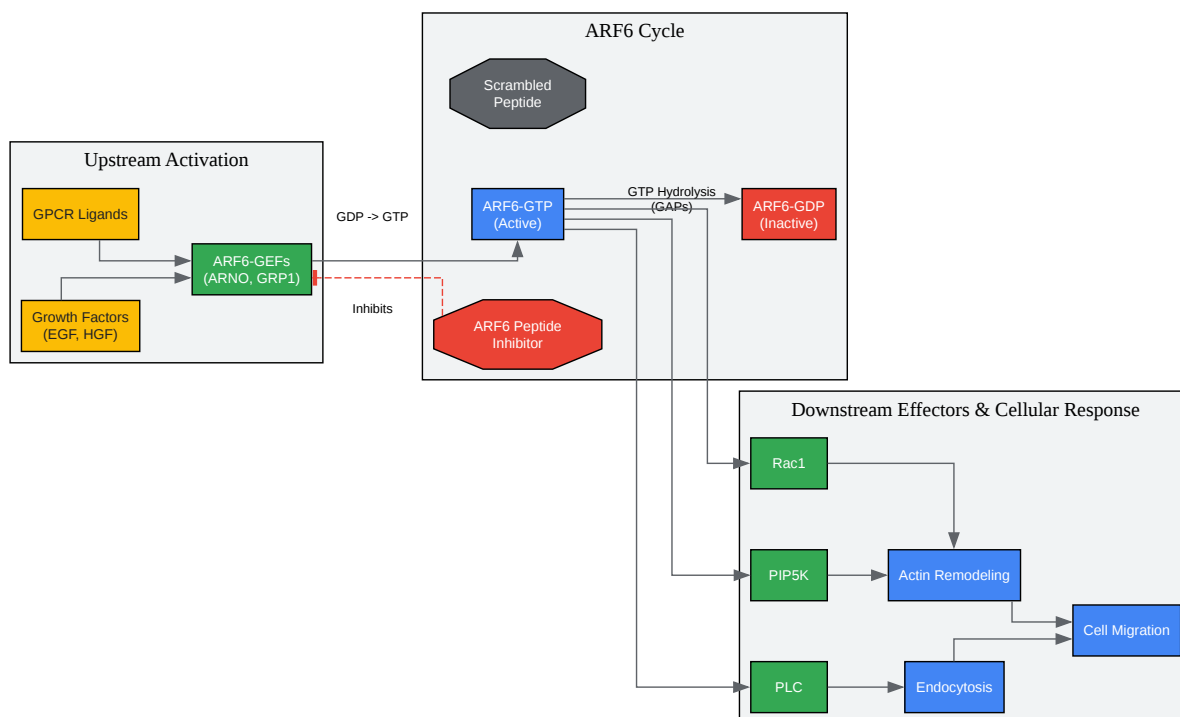 ARF6 Cycle
Scrambled
Peptide
Upstream Activation
GPCR Ligands
GDP -> GTP
ARF6-GTP
(Active)
GTP Hydrolysis
(GAPs)
ARF6-GDP
(Inactive)
ARF6-GEFs
(ARNO, GRP1)
Growth Factors
(EGF, HGF)
Inhibits
ARF6 Peptide
Inhibitor
Downstream Effectors & Cellular Response
Rac1
PIP5K
Actin Remodeling
Cell Migration
PLC
Endocytosis